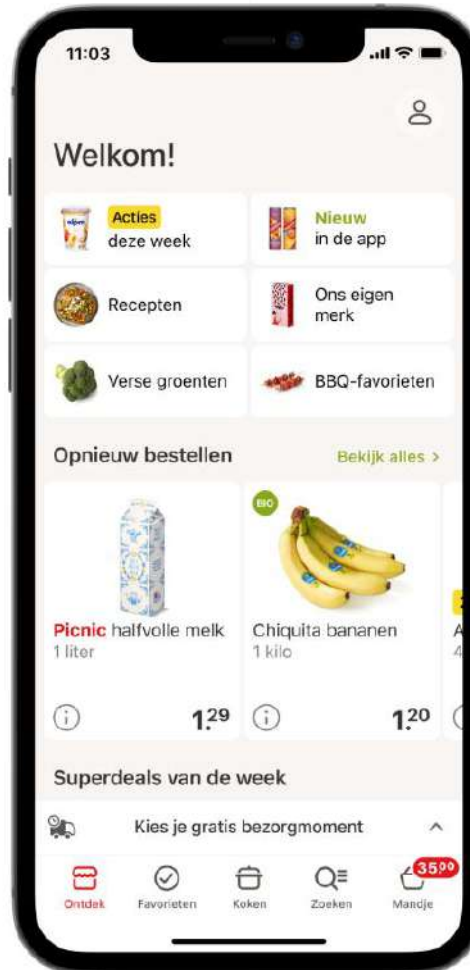 11:03
Welkom!
Acties
deze week
Nieuw
in de app
Recepten
Ons eigen
merk
Verse groenten
BBQ-favorieten
Opnieuw bestellen
Bekijk alles >
BIO
Picnic halfvolle melk
1 liter
1.29
Chiquita bananen
1 kilo
1.20
A
4
Superdeals van de week
Kies je gratis bezorgmoment
35.00
Ontdek
Favorieten
Koken
Zoeken
Mandje